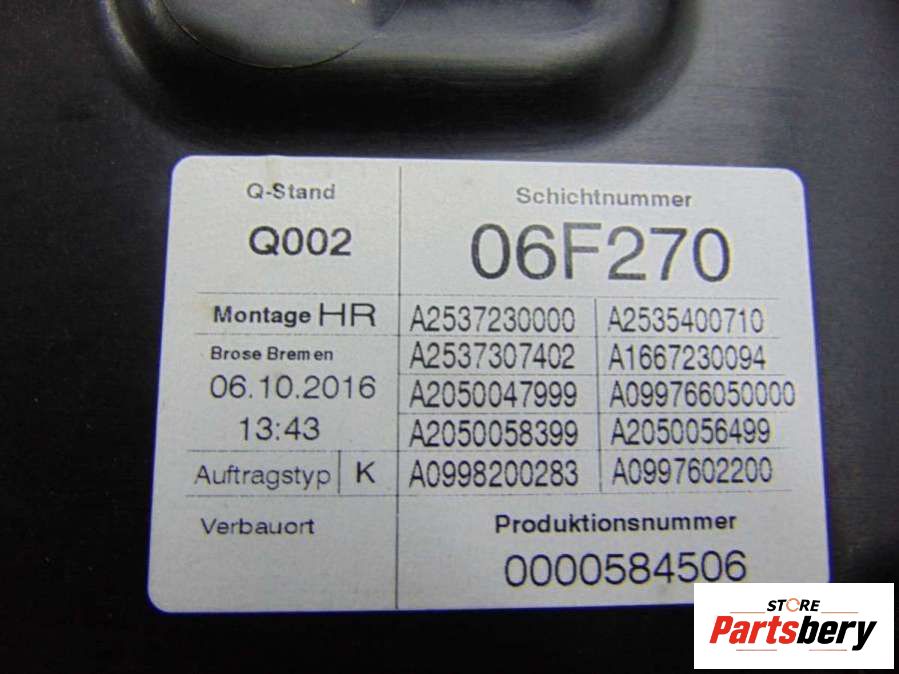 Q-Stand
Q002
Schichtnummer
06F270
Montage HR
Brose Bremen
06.10.2016
13:43
Auftragstyp K
Verbauort
A2537230000 A2535400710
A2537307402 A1667230094
A2050047999 A099766050000
A2050058399 A2050056499
A0998200283 A0997602200
Produktionsnummer
0000584506
STORE
Partsbery